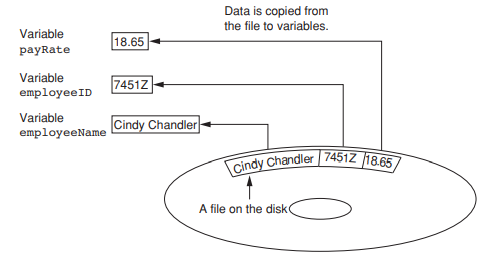 Data is copied from
the file to variables.
Variable
payRate
18.65
Variable
employeeID
7451Z
Variable
employeeName
Cindy Chandler
Cindy Chandler 7451Z 18.65
A file on the disk